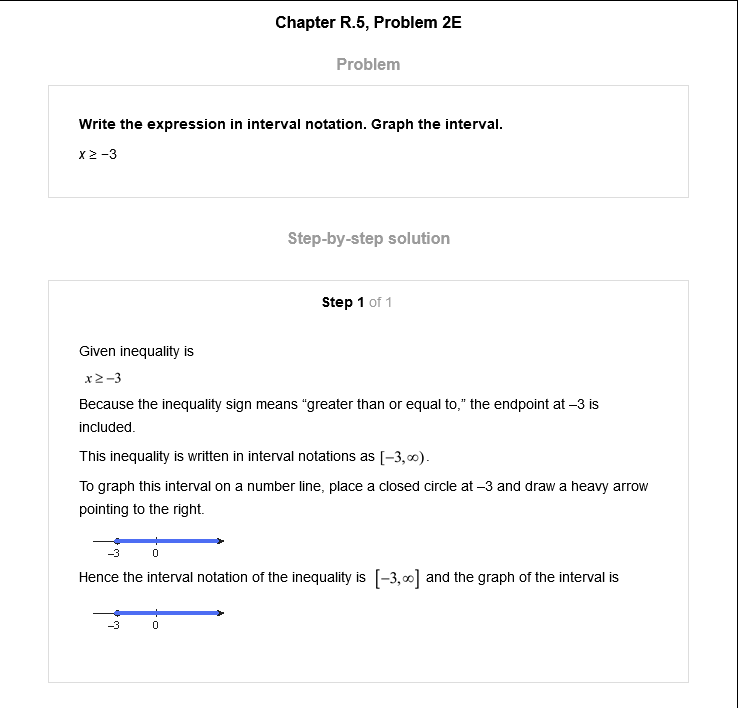 Chapter R.5, Problem 2E
Problem
Write the expression in interval notation. Graph the interval.
x ≥ −3
Step-by-step solution
Step 1 of 1
Given inequality is
x ≥ −3
Because the inequality sign means “greater than or equal to,” the endpoint at –3 is
included.
This inequality is written in interval notations as [−3, ∞).
To graph this interval on a number line, place a closed circle at –3 and draw a heavy arrow
pointing to the right.
−3 0
Hence the interval notation of the inequality is [−3, ∞] and the graph of the interval is
−3 0